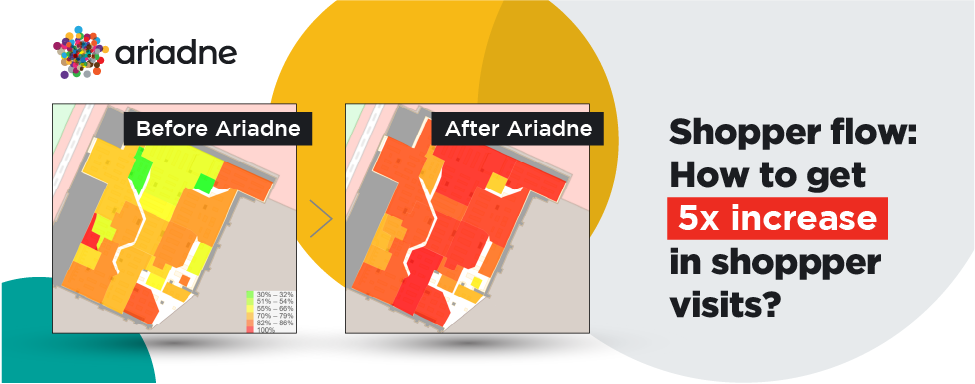 ariadne
Before Ariadne
After Ariadne
30% – 32%
51% – 54%
55% – 66%
70% – 79%
82% – 86%
100%
Shopper flow:
How to get
5x increase
in shoppper
visits?